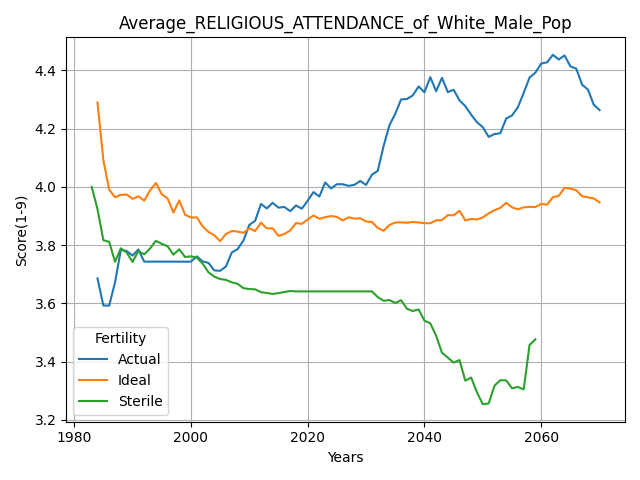 Average_RELIGIOUS_ATTENDANCE_of_White_Male_Pop
Score(1-9)
4.4
4.2
4.0
3.8
3.6
3.4
3.2
Fertility
Actual
Ideal
Sterile
1980
2000
2020
2040
2060
Years